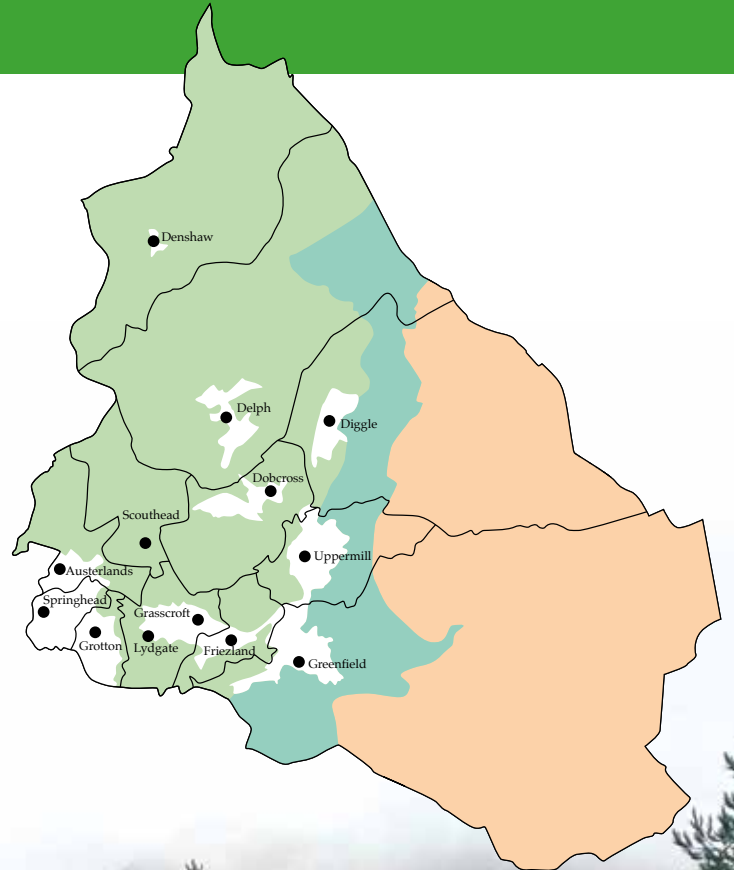 Denshaw
Delph
Diggle
Dobcross
Scouthead
Uppermill
Austerlands
Springhead
Grasscroft
Grotton
Lydgate
Friezland
Greenfield